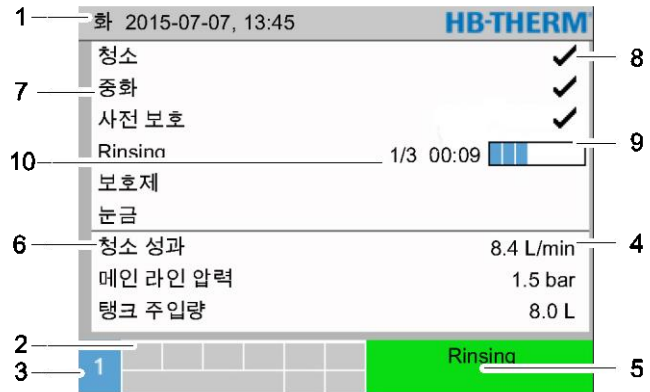 1 화 2015-07-07, 13:45 HB-THERM
청소 8
7 중화
사전 보호
9
10 Rinsing 1/3 00:09
보호제
눈금
6 청소 성과 8.4 L/min 4
메인 라인 압력 1.5 bar
탱크 주입량 8.0 L
2
3 1 Rinsing 5